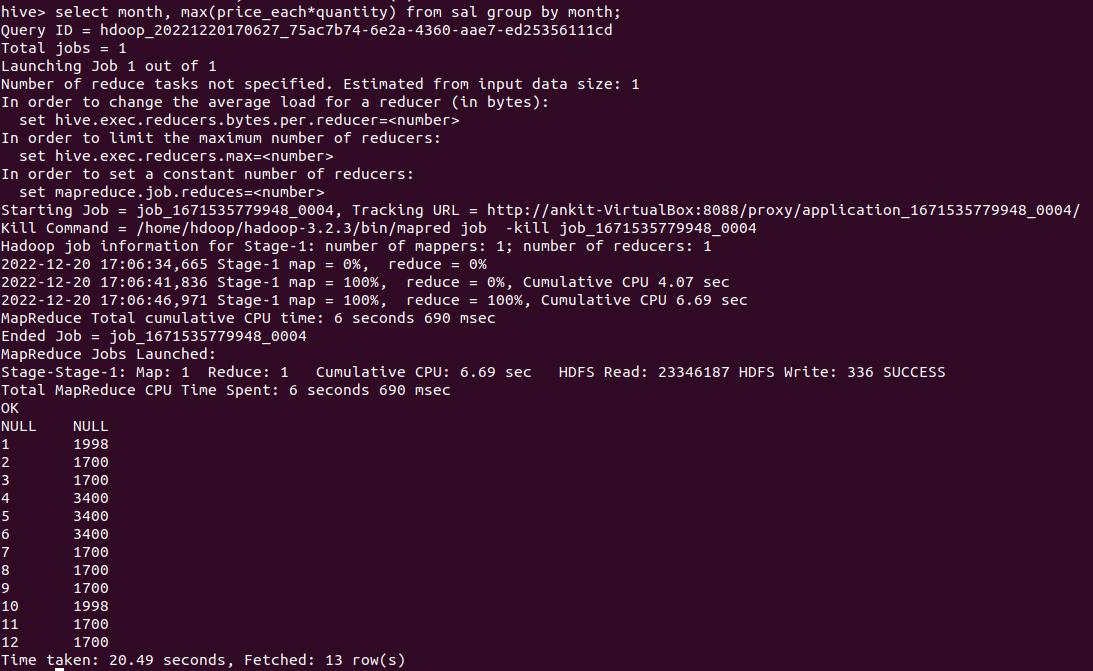 hive> select month, max(price_each*quantity) from sal group by month;
Query ID = hdoop_20221220170627_75ac7b74-6e2a-4360-aae7-ed25356111cd
Total jobs = 1
Launching Job 1 out of 1
Number of reduce tasks not specified. Estimated from input data size: 1
In order to change the average load for a reducer (in bytes):
  set hive.exec.reducers.bytes.per.reducer=<number>
In order to limit the maximum number of reducers:
  set hive.exec.reducers.max=<number>
In order to set a constant number of reducers:
  set mapreduce.job.reduces=<number>
Starting Job = job_1671535779948_0004, Tracking URL = http://ankit-VirtualBox:8088/proxy/application_1671535779948_0004/
Kill Command = /home/hdoop/hadoop-3.2.3/bin/mapred job  -kill job_1671535779948_0004
Hadoop job information for Stage-1: number of mappers: 1; number of reducers: 1
2022-12-20 17:06:34,665 Stage-1 map = 0%,  reduce = 0%
2022-12-20 17:06:41,836 Stage-1 map = 100%,  reduce = 0%, Cumulative CPU 4.07 sec
2022-12-20 17:06:46,971 Stage-1 map = 100%,  reduce = 100%, Cumulative CPU 6.69 sec
MapReduce Total cumulative CPU time: 6 seconds 690 msec
Ended Job = job_1671535779948_0004
MapReduce Jobs Launched:
Stage-Stage-1: Map: 1  Reduce: 1   Cumulative CPU: 6.69 sec   HDFS Read: 23346187 HDFS Write: 336 SUCCESS
Total MapReduce CPU Time Spent: 6 seconds 690 msec
OK
NULL	NULL
1	1998
2	1700
3	1700
4	3400
5	3400
6	3400
7	1700
8	1700
9	1700
10	1998
11	1700
12	1700
Time taken: 20.49 seconds, Fetched: 13 row(s)